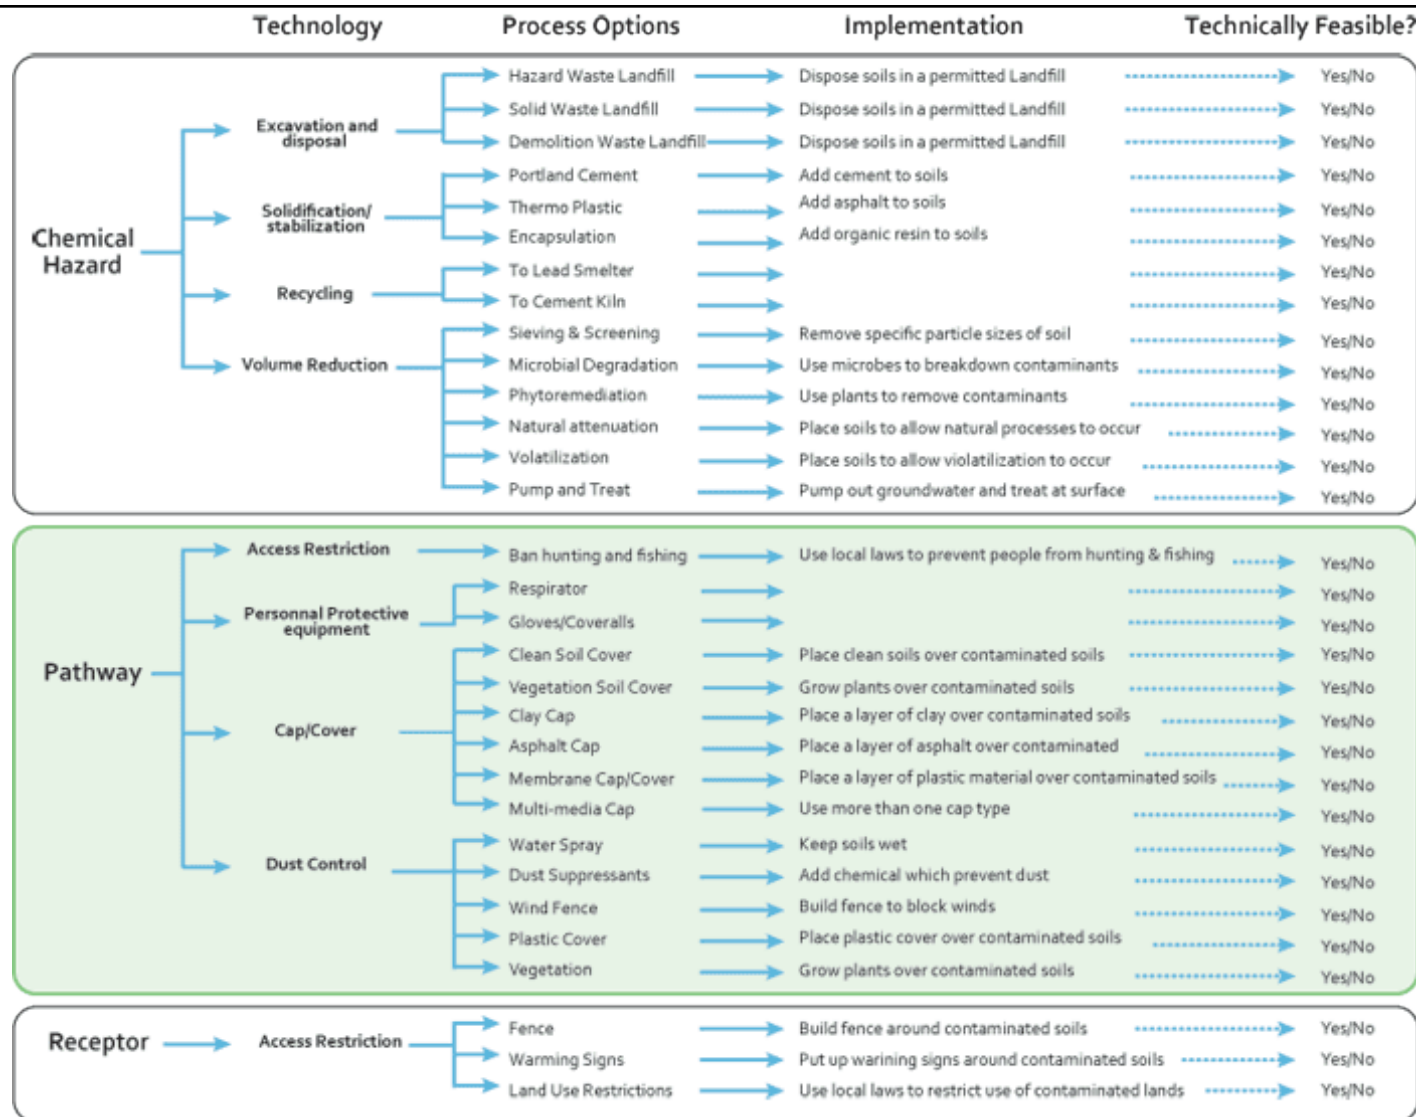 Technology Process Options Implementation Technically Feasible?
Chemical Hazard
Excavation and disposal
Hazard Waste Landfill Dispose soils in a permitted Landfill Yes/No
Solid Waste Landfill Dispose soils in a permitted Landfill Yes/No
Demolition Waste Landfill Dispose soils in a permitted Landfill Yes/No
Solidification/ stabilization
Portland Cement Add cement to soils Yes/No
Thermo Plastic Add asphalt to soils Yes/No
Encapsulation Add organic resin to soils Yes/No
Recycling
To Lead Smelter Yes/No
To Cement Kiln Yes/No
Volume Reduction
Sieving & Screening Remove specific particle sizes of soil Yes/No
Microbial Degradation Use microbes to breakdown contaminants Yes/No
Phytoremediation Use plants to remove contaminants Yes/No
Natural attenuation Place soils to allow natural processes to occur Yes/No
Volatilization Place soils to allow violatilization to occur Yes/No
Pump and Treat Pump out groundwater and treat at surface Yes/No
Pathway
Access Restriction
Ban hunting and fishing Use local laws to prevent people from hunting & fishing Yes/No
Personnal Protective equipment
Respirator Yes/No
Gloves/Coveralls Yes/No
Cap/Cover
Clean Soil Cover Place clean soils over contaminated soils Yes/No
Vegetation Soil Cover Grow plants over contaminated soils Yes/No
Clay Cap Place a layer of clay over contaminated soils Yes/No
Asphalt Cap Place a layer of asphalt over contaminated Yes/No
Membrane Cap/Cover Place a layer of plastic material over contaminated soils Yes/No
Multi-media Cap Use more than one cap type Yes/No
Dust Control
Water Spray Keep soils wet Yes/No
Dust Suppressants Add chemical which prevent dust Yes/No
Wind Fence Build fence to block winds Yes/No
Plastic Cover Place plastic cover over contaminated soils Yes/No
Vegetation Grow plants over contaminated soils Yes/No
Receptor
Access Restriction
Fence Build fence around contaminated soils Yes/No
Warming Signs Put up warining signs around contaminated soils Yes/No
Land Use Restrictions Use local laws to restrict use of contaminated lands Yes/No